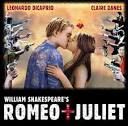 LEONARDO DICAPRIO CLAIRE DANES
WILLIAM SHAKESPEARE'S
ROMEO + JULIET